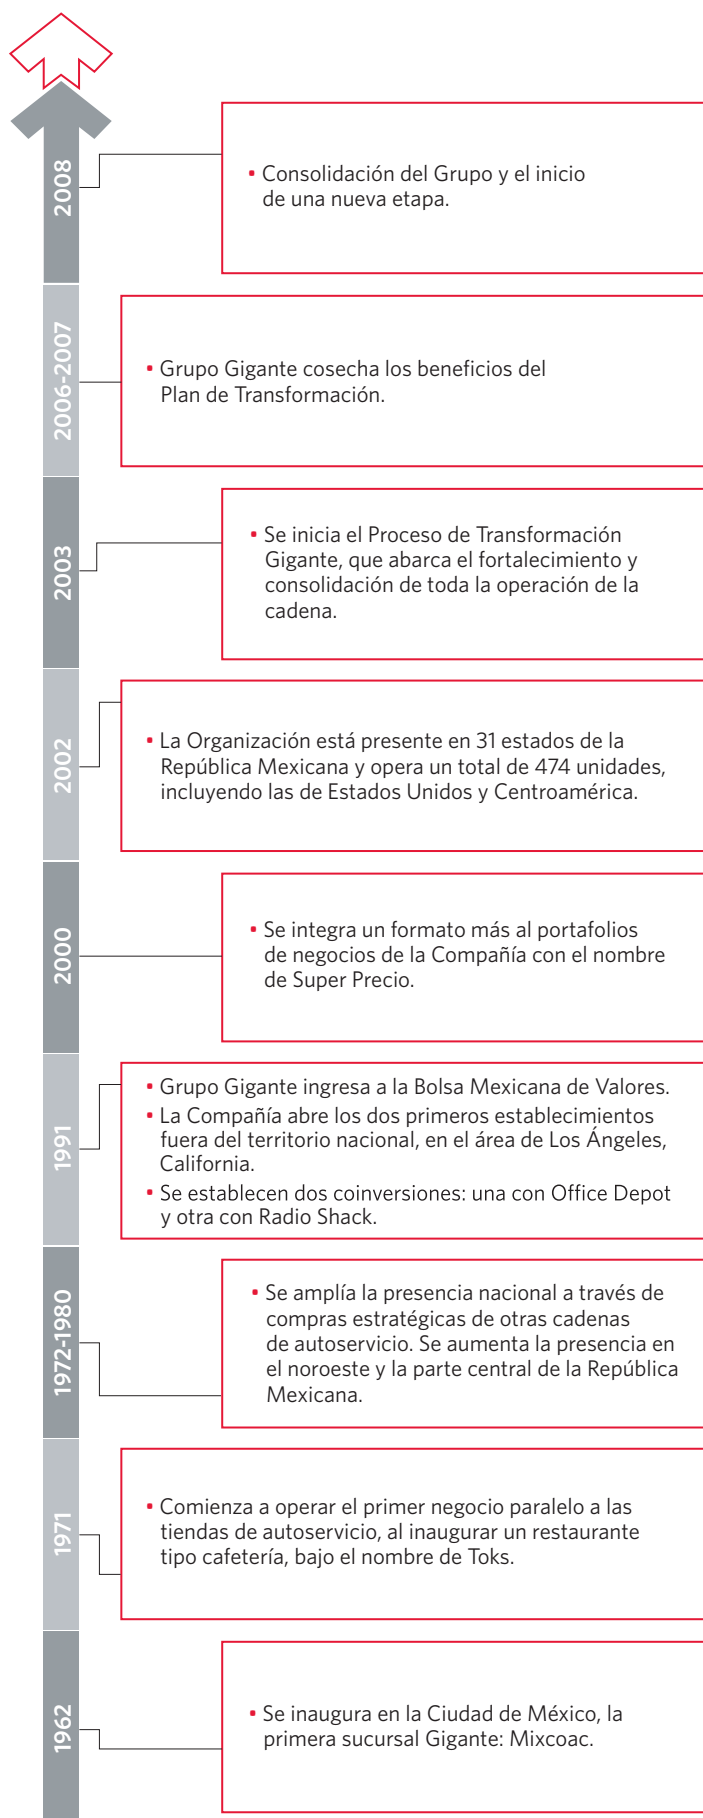 2008
• Consolidación del Grupo y el inicio
de una nueva etapa.
2006-2007
• Grupo Gigante cosecha los beneficios del
Plan de Transformación.
2003
• Se inicia el Proceso de Transformación
Gigante, que abarca el fortalecimiento y
consolidación de toda la operación de la
cadena.
2002
• La Organización está presente en 31 estados de la
República Mexicana y opera un total de 474 unidades,
incluyendo las de Estados Unidos y Centroamérica.
2000
• Se integra un formato más al portafolios
de negocios de la Compañía con el nombre
de Super Precio.
1991
• Grupo Gigante ingresa a la Bolsa Mexicana de Valores.
• La Compañía abre los dos primeros establecimientos
fuera del territorio nacional, en el área de Los Ángeles,
California.
• Se establecen dos coinversiones: una con Office Depot
y otra con Radio Shack.
1972-1980
• Se amplía la presencia nacional a través de
compras estratégicas de otras cadenas
de autoservicio. Se aumenta la presencia en
el noroeste y la parte central de la República
Mexicana.
1971
• Comienza a operar el primer negocio paralelo a las
tiendas de autoservicio, al inaugurar un restaurante
tipo cafetería, bajo el nombre de Toks.
1962
• Se inaugura en la Ciudad de México, la
primera sucursal Gigante: Mixcoac.